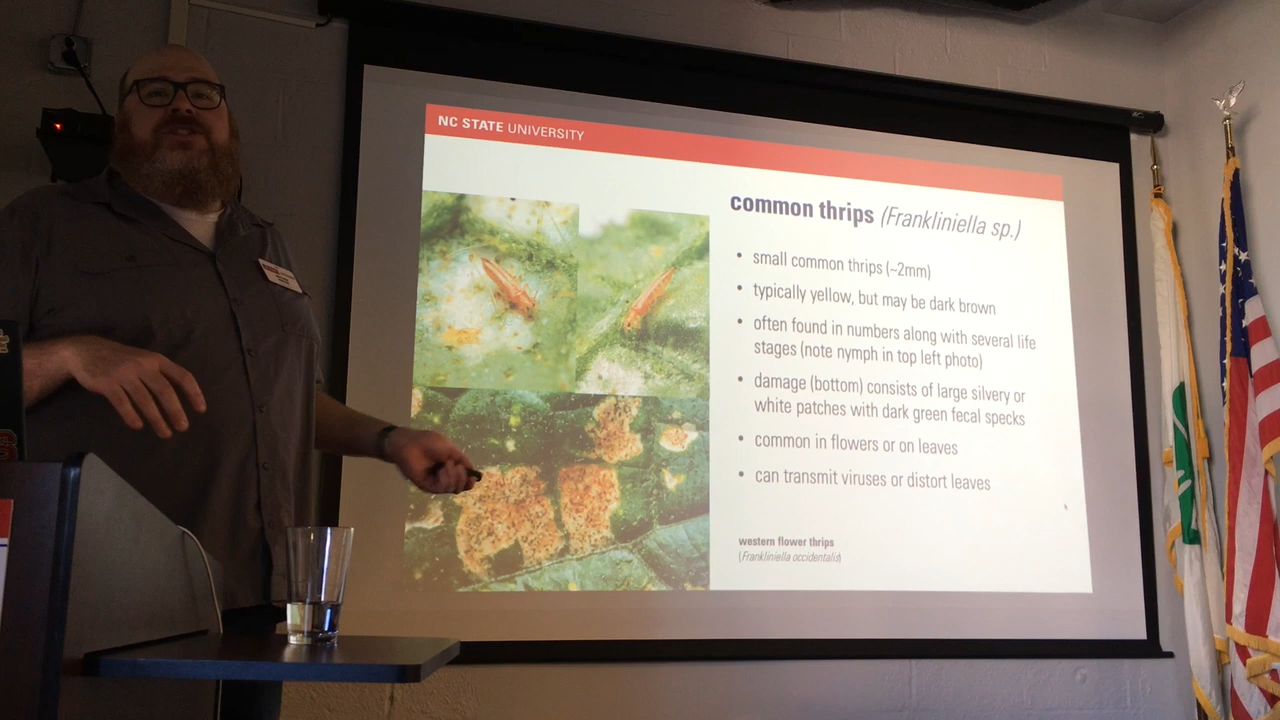 NC STATE UNIVERSITY
common thrips (Frankliniella sp.)
• small common thrips (~2mm)
• typically yellow, but may be dark brown
• often found in numbers along with several life
stages (note nymph in top left photo)
• damage (bottom) consists of large silvery or
white patches with dark green fecal specks
• common in flowers or on leaves
• can transmit viruses or distort leaves
western flower thrips
(Frankliniella occidentalis)